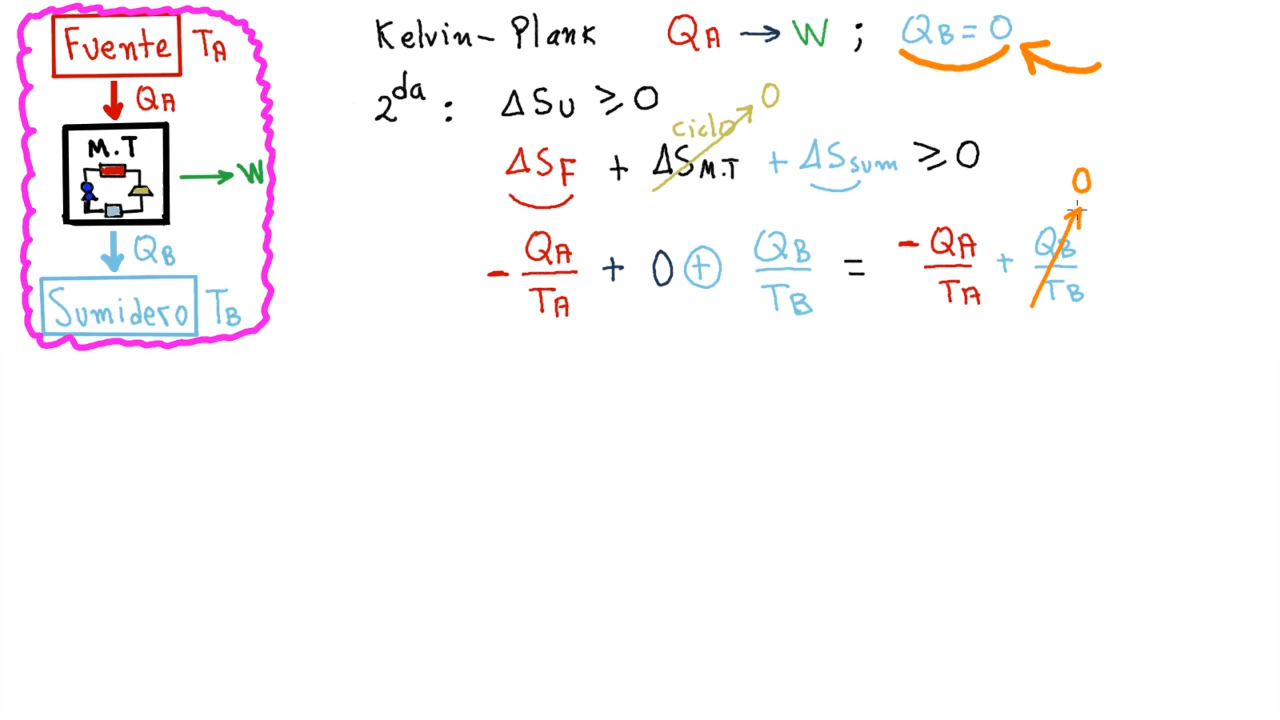 Fuente TA
QA
M.T
W
QB
Sumidero TB
Kelvin-Plank QA → W ; QB = 0
2da : ΔSU ≥ 0
ciclo 0
ΔSF + ΔSM.T + ΔSsum ≥ 0
0
- QA/TA + 0 + QB/TB = - QA/TA + QB/TB